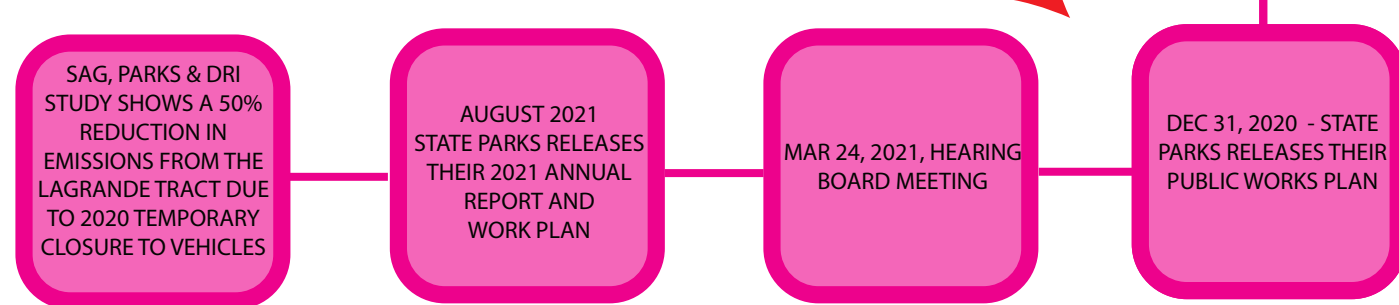 SAG, PARKS & DRI
STUDY SHOWS A 50%
REDUCTION IN
EMISSIONS FROM THE
LAGRANDE TRACT DUE
TO 2020 TEMPORARY
CLOSURE TO VEHICLES
AUGUST 2021
STATE PARKS RELEASES
THEIR 2021 ANNUAL
REPORT AND
WORK PLAN
MAR 24, 2021, HEARING
BOARD MEETING
DEC 31, 2020 - STATE
PARKS RELEASES THEIR
PUBLIC WORKS PLAN